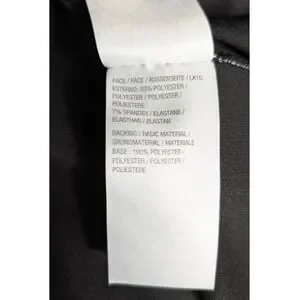 FACE / FACE / AUSSENSEITE / LATO
ESTERNO: 93% POLYESTER /
POLYESTER / POLYESTER /
POLIESTERE
7% SPANDEX / ELASTANE /
ELASTHAN / ELASTAN
BACKING / BASIC MATERIAL /
GRUNDMATERIAL / MATERIALE
BASE : 100% POLYESTER /
POLYESTER / POLYESTER /
POLIESTERE